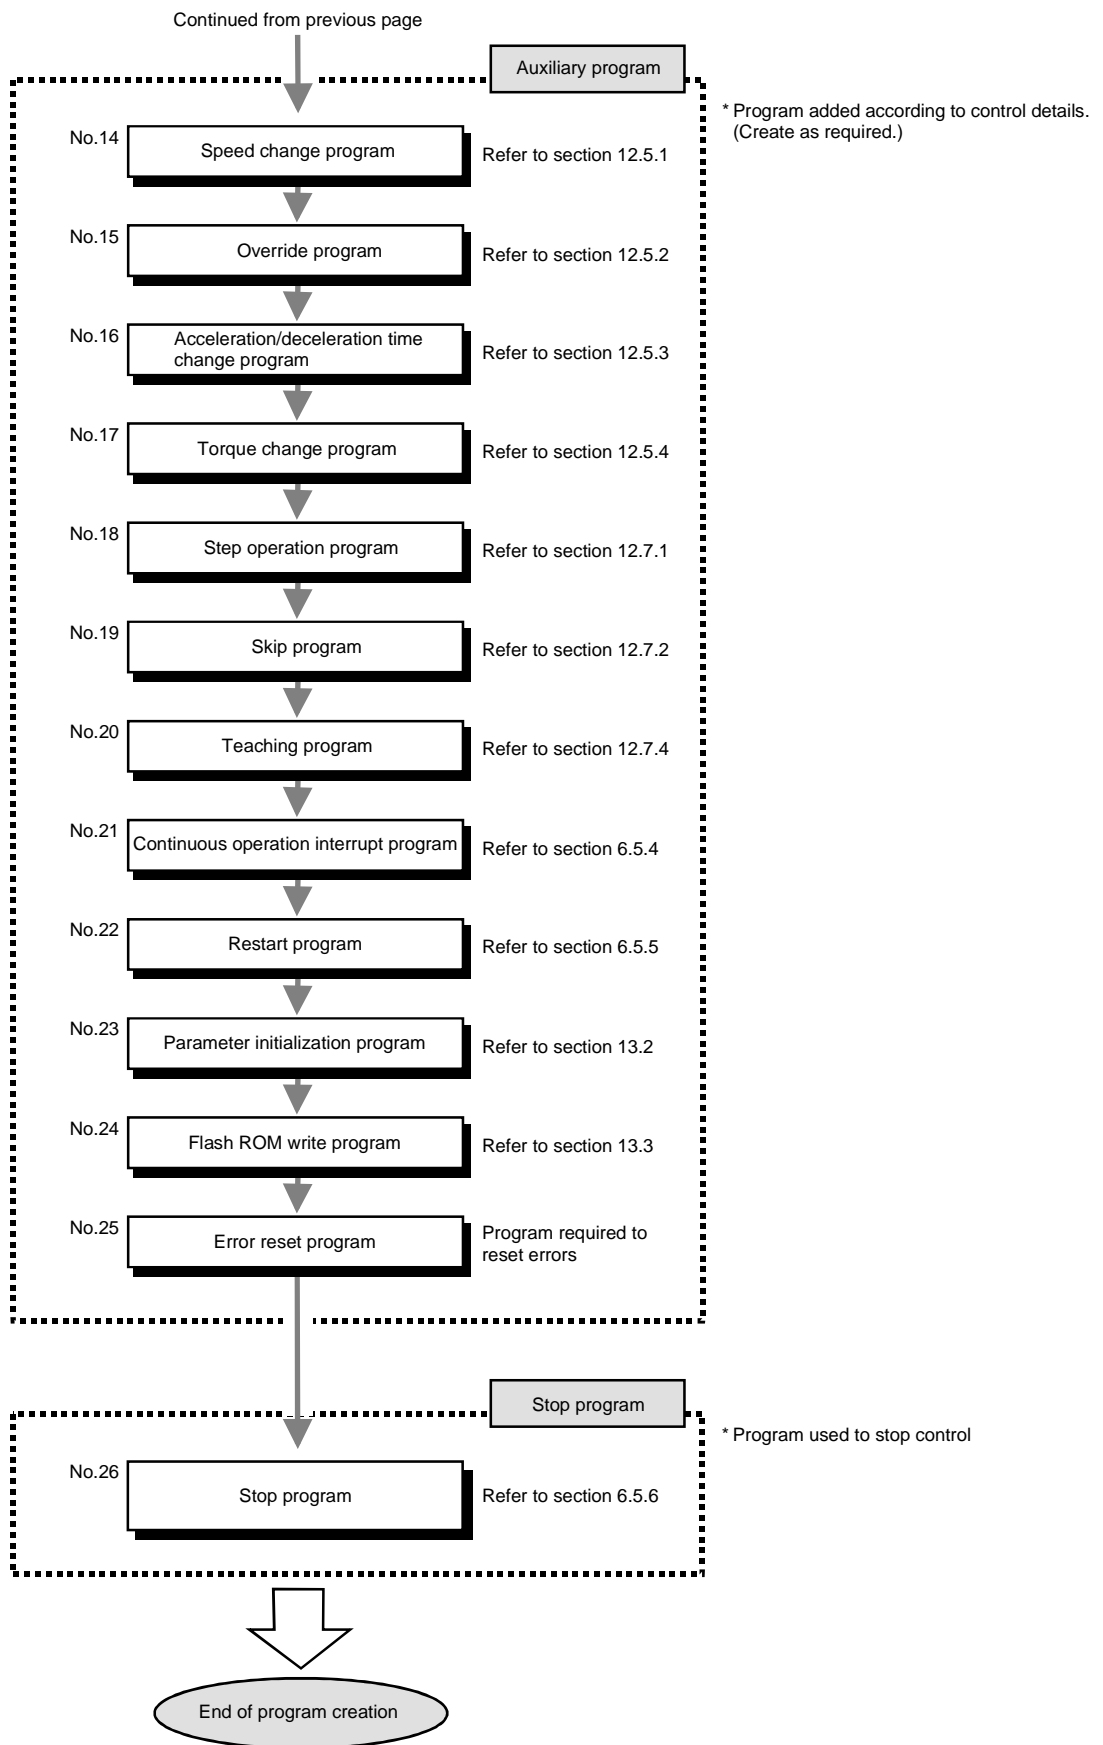 Continued from previous page
Auxiliary program
* Program added according to control details.
(Create as required.)
No.14
Speed change program
Refer to section 12.5.1
No.15
Override program
Refer to section 12.5.2
No.16
Acceleration/deceleration time
change program
Refer to section 12.5.3
No.17
Torque change program
Refer to section 12.5.4
No.18
Step operation program
Refer to section 12.7.1
No.19
Skip program
Refer to section 12.7.2
No.20
Teaching program
Refer to section 12.7.4
No.21
Continuous operation interrupt program
Refer to section 6.5.4
No.22
Restart program
Refer to section 6.5.5
No.23
Parameter initialization program
Refer to section 13.2
No.24
Flash ROM write program
Refer to section 13.3
No.25
Error reset program
Program required to
reset errors
Stop program
* Program used to stop control
No.26
Stop program
Refer to section 6.5.6
End of program creation